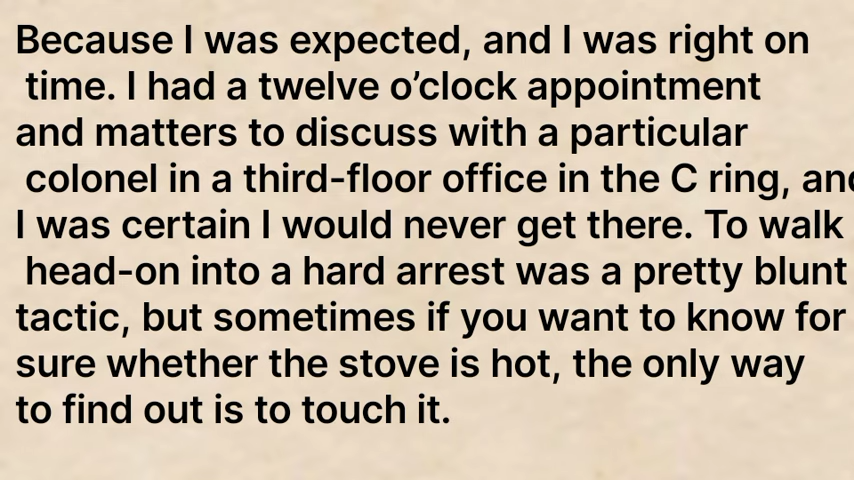 Because I was expected, and I was right on
time. I had a twelve o’clock appointment
and matters to discuss with a particular
colonel in a third-floor office in the C ring, and
I was certain I would never get there. To walk
head-on into a hard arrest was a pretty blunt
tactic, but sometimes if you want to know for
sure whether the stove is hot, the only way
to find out is to touch it.